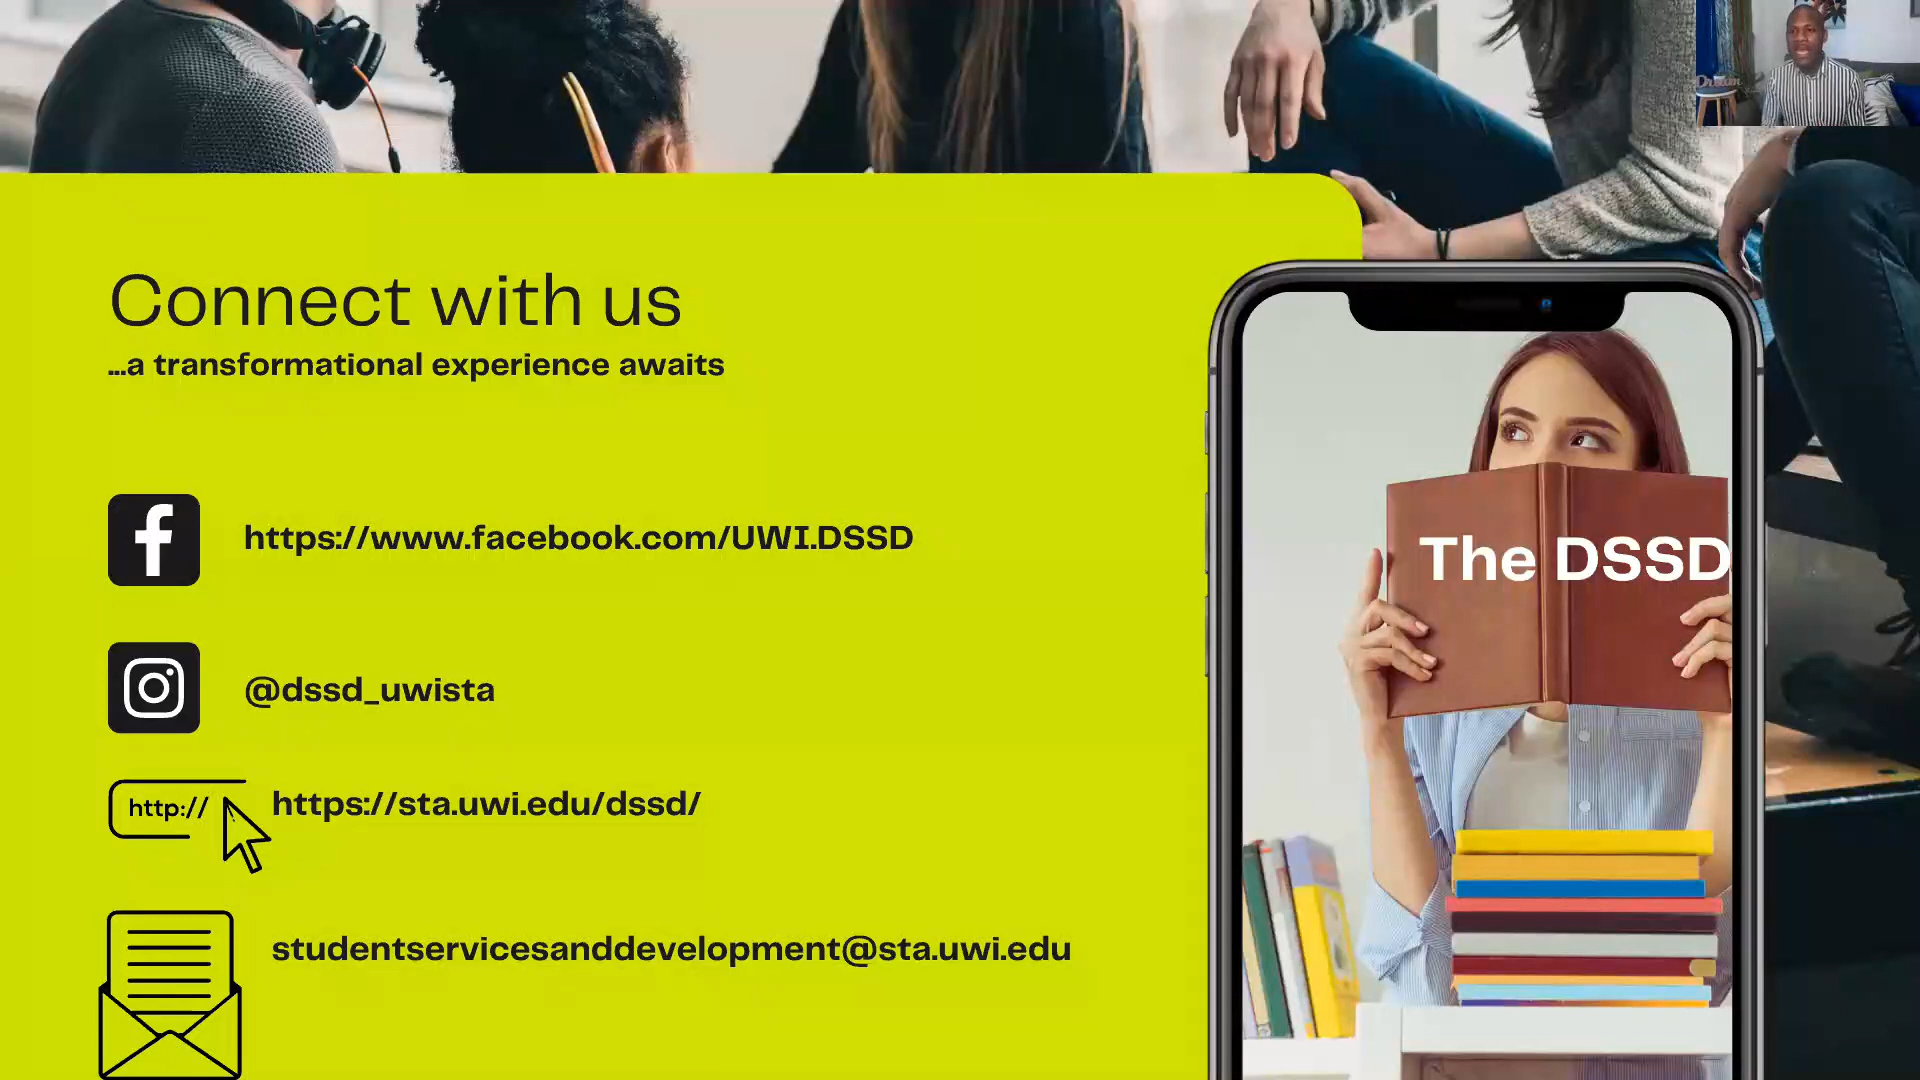 Connect with us
...a transformational experience awaits
https://www.facebook.com/UWI.DSSD
@dssd_uwista
http://
https://sta.uwi.edu/dssd/
studentservicesanddevelopment@sta.uwi.edu
The DSSD